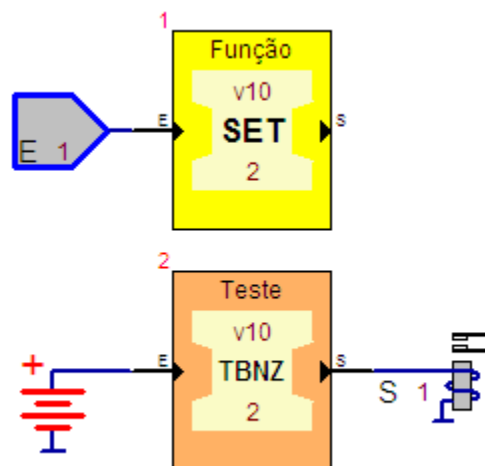 1
Função
v10
E SET S
E 1
2
2
Teste
v10
+ E TBNZ S
S 1
2